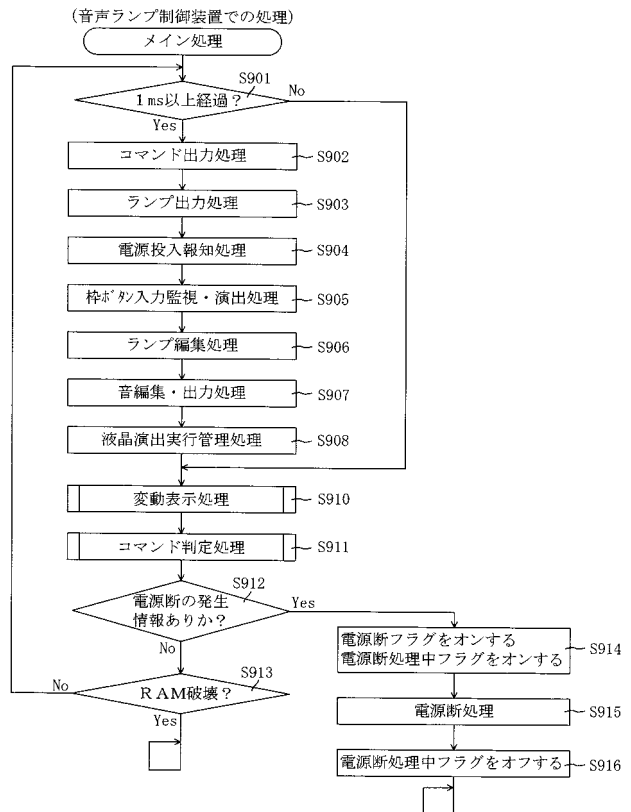 (音声ランプ制御装置での処理)
メイン処理
S901
1ms以上経過?
No
Yes
コマンド出力処理
S902
ランプ出力処理
S903
電源投入報知処理
S904
枠ボタン入力監視・演出処理
S905
ランプ編集処理
S906
音編集・出力処理
S907
液晶演出実行管理処理
S908
変動表示処理
S910
コマンド判定処理
S911
S912
電源断の発生
情報ありか?
Yes
No
S913
RAM破壊?
No
Yes
電源断フラグをオンする
電源断処理中フラグをオンする
S914
電源断処理
S915
電源断処理中フラグをオフする
S916